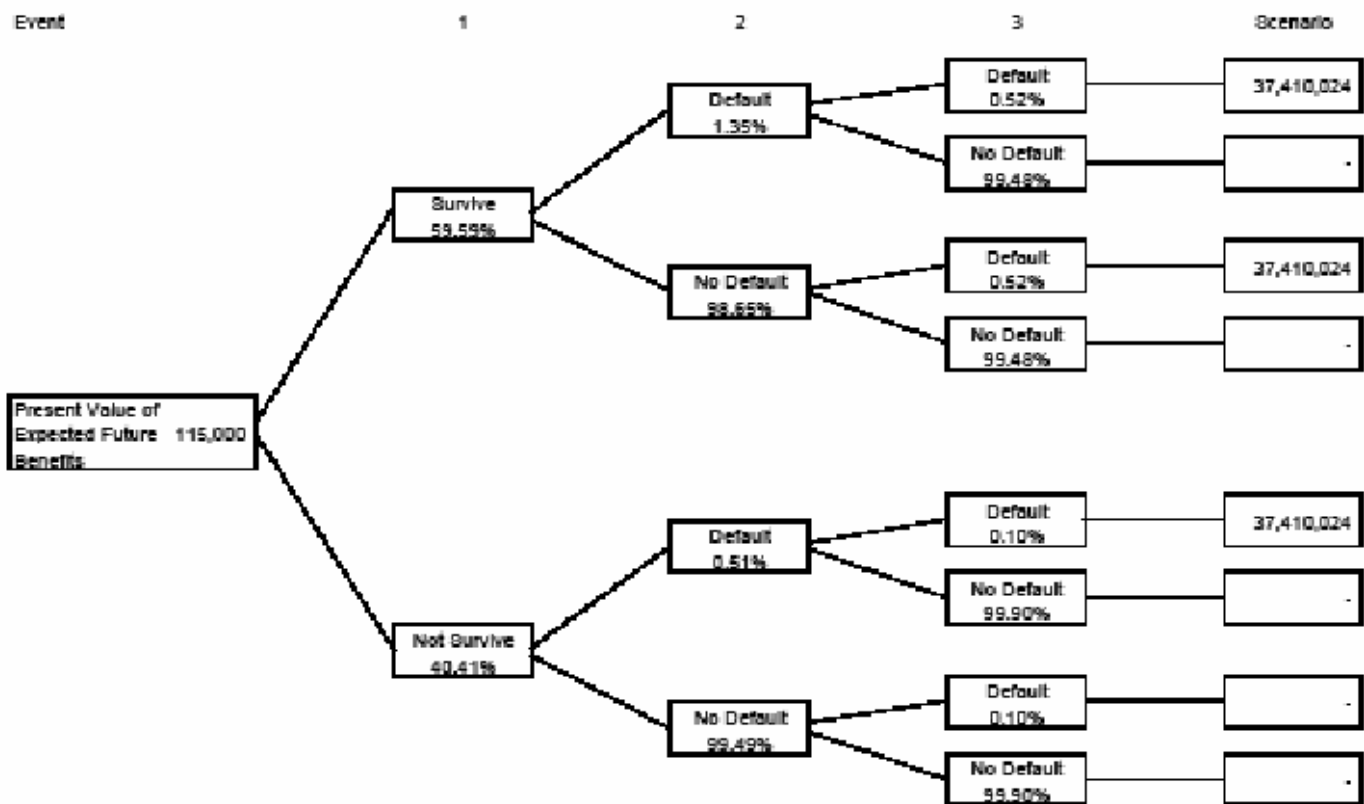 Event 1 2 3 Scenario
Default
0.52%
37,410,024
Default
1.35%
No Default
99.48%
-
Survive
59.59%
Default
0.52%
37,410,024
No Default
98.65%
No Default
99.48%
-
Present Value of
Expected Future 115,000
Benefits
Default
0.10%
37,410,024
Default
0.51%
No Default
99.90%
-
Not Survive
40.41%
Default
0.10%
-
No Default
99.49%
No Default
99.90%
-